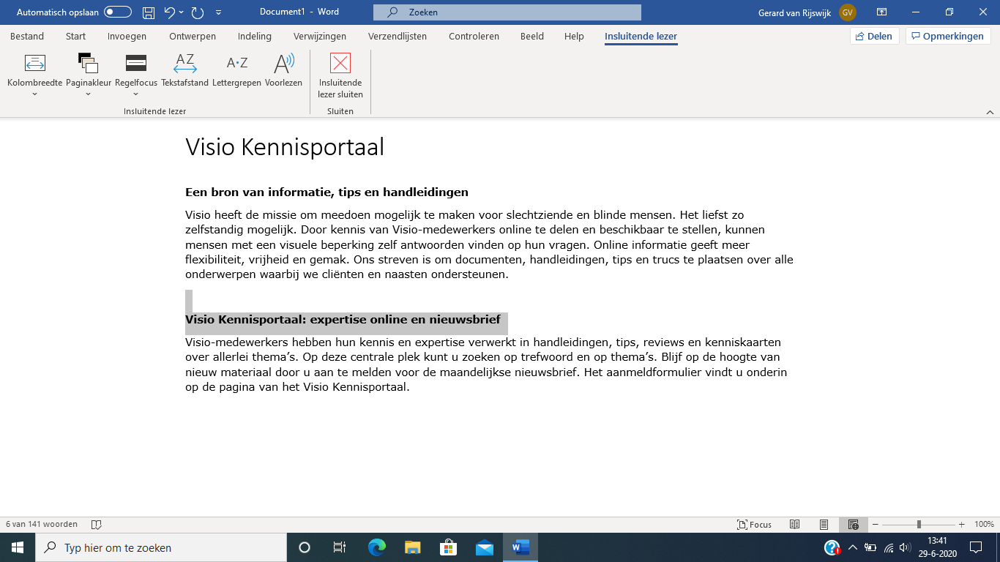 Automatisch opslaan Document1 - Word Zoeken Gerard van Rijswijk GV
Bestand Start Invoegen Ontwerpen Indeling Verwijzingen Verzendlijsten Controleren Beeld Help Insluitende lezer Delen Opmerkingen
AZ A·Z A
Kolombreedte Paginakleur Regelfocus Tekstafstand Lettergrepen Voorlezen Insluitende
lezer sluiten
Insluitende lezer Sluiten
Visio Kennisportaal
Een bron van informatie, tips en handleidingen
Visio heeft de missie om meedoen mogelijk te maken voor slechtziende en blinde mensen. Het liefst zo
zelfstandig mogelijk. Door kennis van Visio-medewerkers online te delen en beschikbaar te stellen, kunnen
mensen met een visuele beperking zelf antwoorden vinden op hun vragen. Online informatie geeft meer
flexibiliteit, vrijheid en gemak. Ons streven is om documenten, handleidingen, tips en trucs te plaatsen over alle
onderwerpen waarbij we cliënten en naasten ondersteunen.
Visio Kennisportaal: expertise online en nieuwsbrief
Visio-medewerkers hebben hun kennis en expertise verwerkt in handleidingen, tips, reviews en kenniskaarten
over allerlei thema's. Op deze centrale plek kunt u zoeken op trefwoord en op thema's. Blijf op de hoogte van
nieuw materiaal door u aan te melden voor de maandelijkse nieuwsbrief. Het aanmeldformulier vindt u onderin
op de pagina van het Visio Kennisportaal.
6 van 141 woorden Focus 100%
Typ hier om te zoeken 13:41
29-6-2020